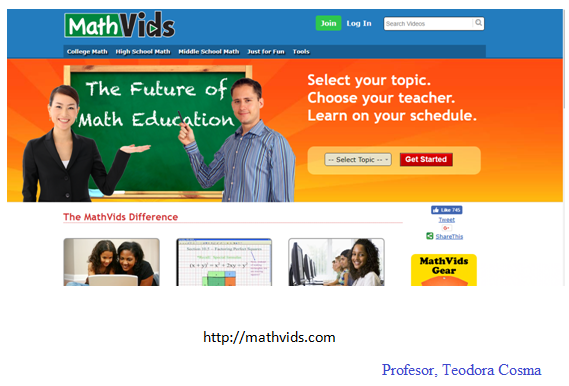 MathVids
Join
Log In
Search Videos
College Math
High School Math
Middle School Math
Just for Fun
Tools
The Future of
Math Education
Select your topic.
Choose your teacher.
Learn on your schedule.
-- Select Topic --
Get Started
The MathVids Difference
Like 745
Tweet
ShareThis
MathVids
Gear
http://mathvids.com
Profesor, Teodora Cosma